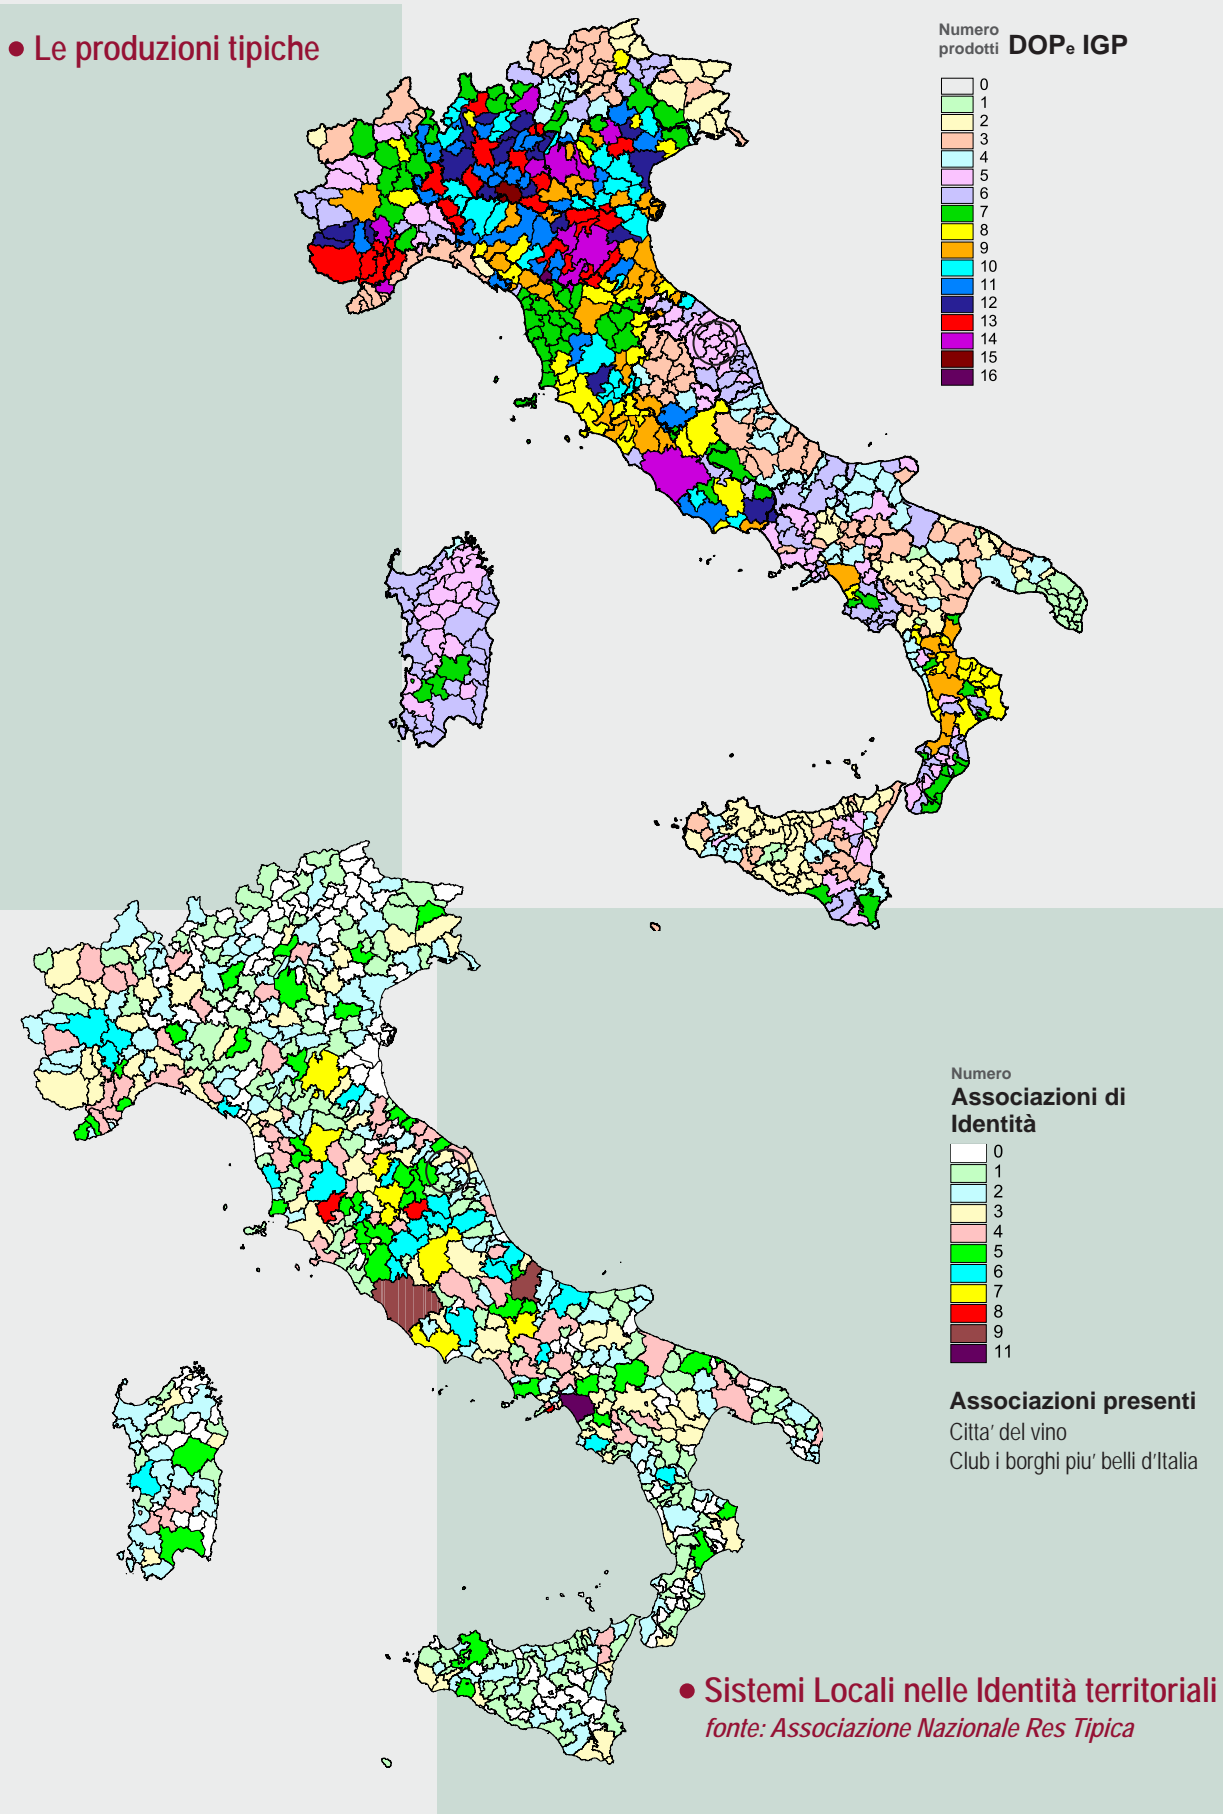 • Le produzioni tipiche
Numero prodotti DOP e IGP
0
1
2
3
4
5
6
7
8
9
10
11
12
13
14
15
16
Numero
Associazioni di
Identità
0
1
2
3
4
5
6
7
8
9
11
Associazioni presenti
Citta' del vino
Club i borghi piu' belli d'Italia
• Sistemi Locali nelle Identità territoriali
fonte: Associazione Nazionale Res Tipica